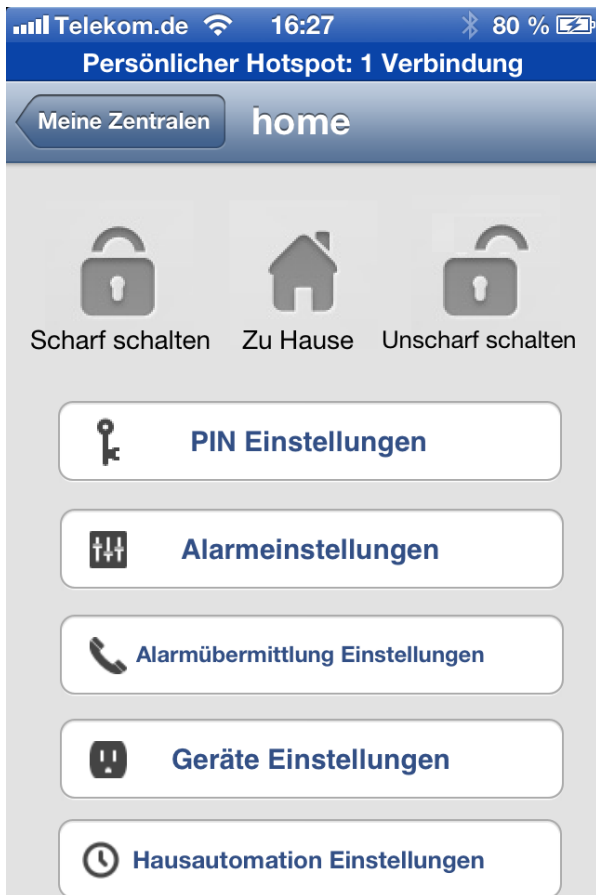 Telekom.de 16:27 80 %
Persönlicher Hotspot: 1 Verbindung
Meine Zentralen home
Scharf schalten Zu Hause Unscharf schalten
PIN Einstellungen
Alarmeinstellungen
Alarmübermittlung Einstellungen
Geräte Einstellungen
Hausautomation Einstellungen